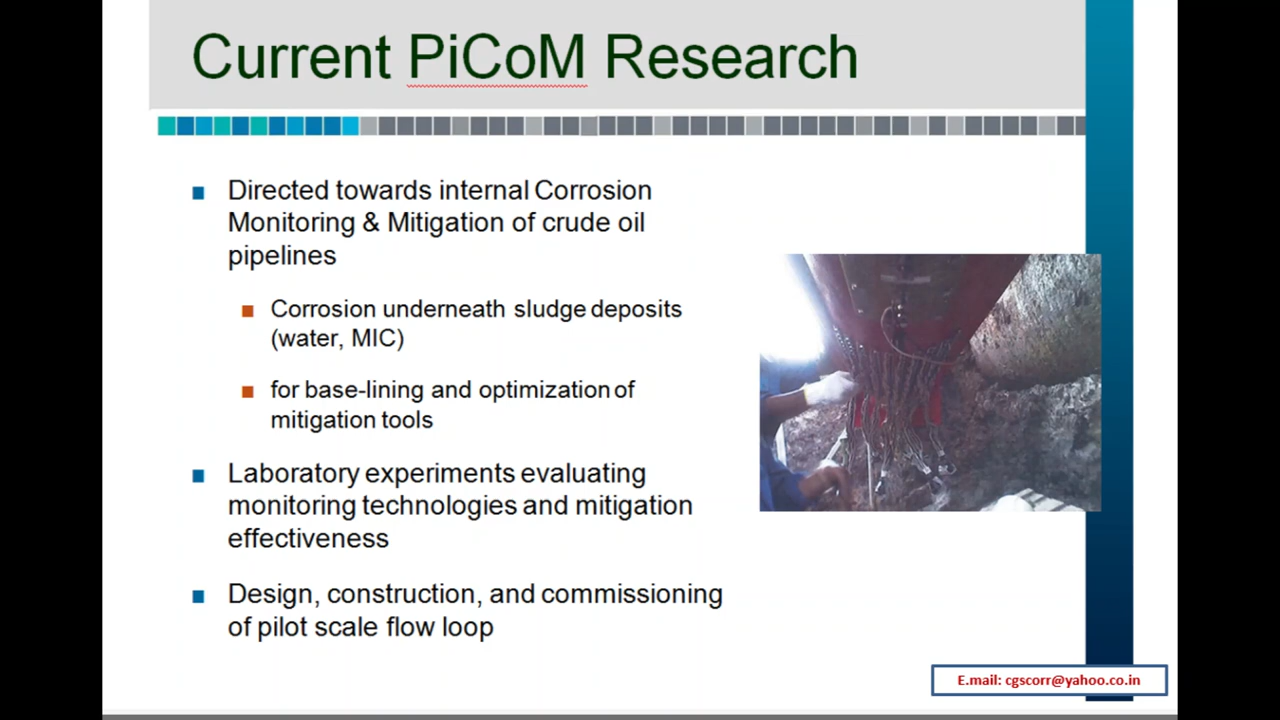 Current PiCoM Research
Directed towards internal Corrosion
Monitoring & Mitigation of crude oil
pipelines
Corrosion underneath sludge deposits
(water, MIC)
for base-lining and optimization of
mitigation tools
Laboratory experiments evaluating
monitoring technologies and mitigation
effectiveness
Design, construction, and commissioning
of pilot scale flow loop
E.mail: cgscorr@yahoo.co.in